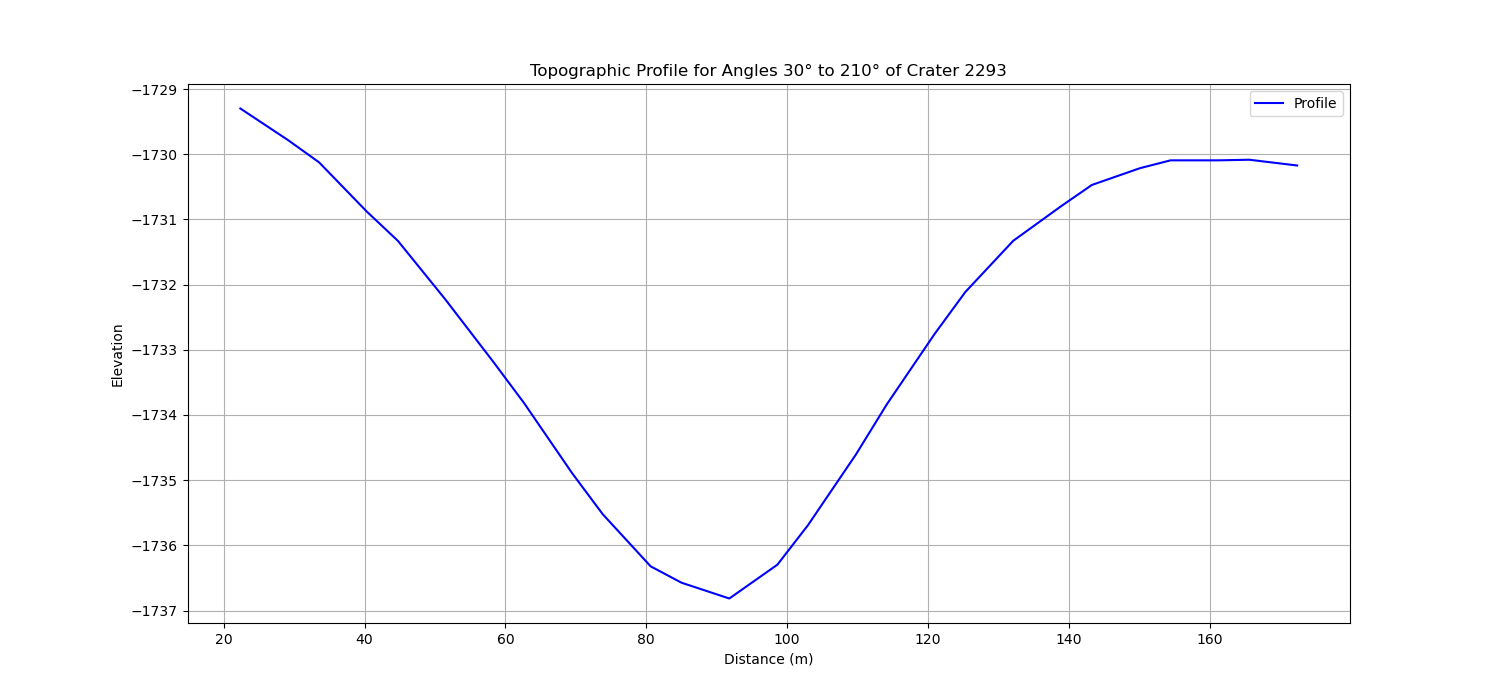 Topographic Profile for Angles 30° to 210° of Crater 2293
Profile
−1729
−1730
−1731
−1732
−1733
−1734
−1735
−1736
−1737
Elevation
20 40 60 80 100 120 140 160
Distance (m)